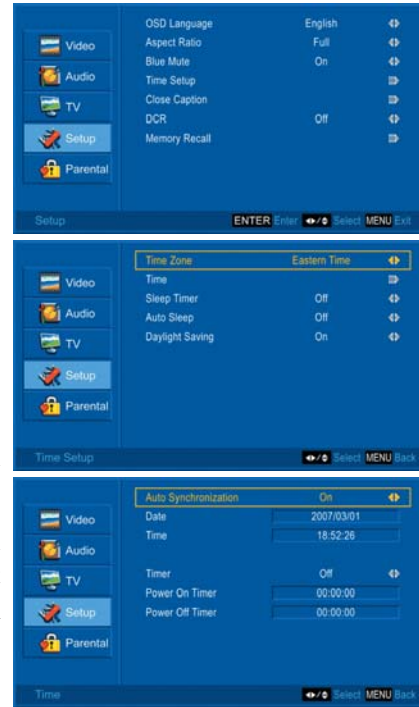 OSD Language English
Aspect Ratio Full
Video
Blue Mute On
Audio
Time Setup
Close Caption
TV
DCR Off
Setup
Memory Recall
Parental
Setup ENTER Enter / Select MENU Exit
Time Zone Eastern Time
Time
Video
Sleep Timer Off
Audio
Auto Sleep Off
TV
Daylight Saving On
Setup
Parental
Time Setup / Select MENU Back
Auto Synchronization On
Video
Date 2007/03/01
Time 18:52:26
Audio
TV
Timer Off
Setup
Power On Timer 00:00:00
Power Off Timer 00:00:00
Parental
Time / Select MENU Back